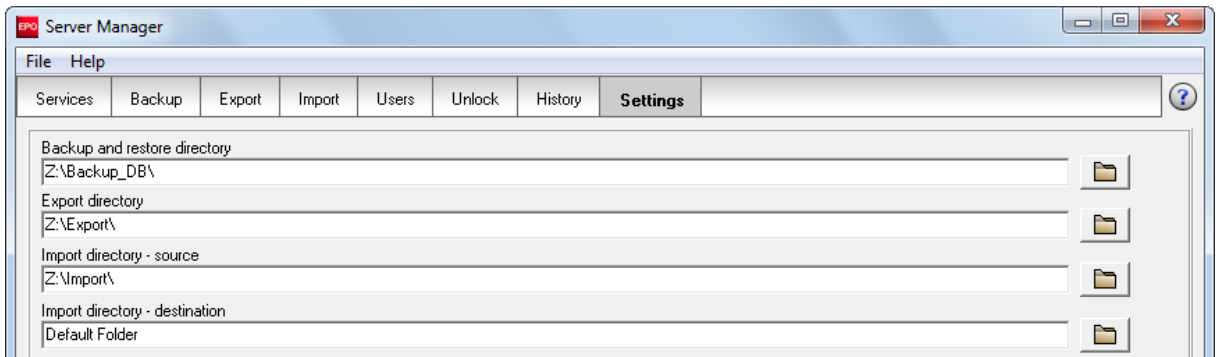 EPO Server Manager
File Help
Services Backup Export Import Users Unlock History Settings ?
Backup and restore directory
Z:\Backup_DB\
Export directory
Z:\Export\
Import directory - source
Z:\Import\
Import directory - destination
Default Folder